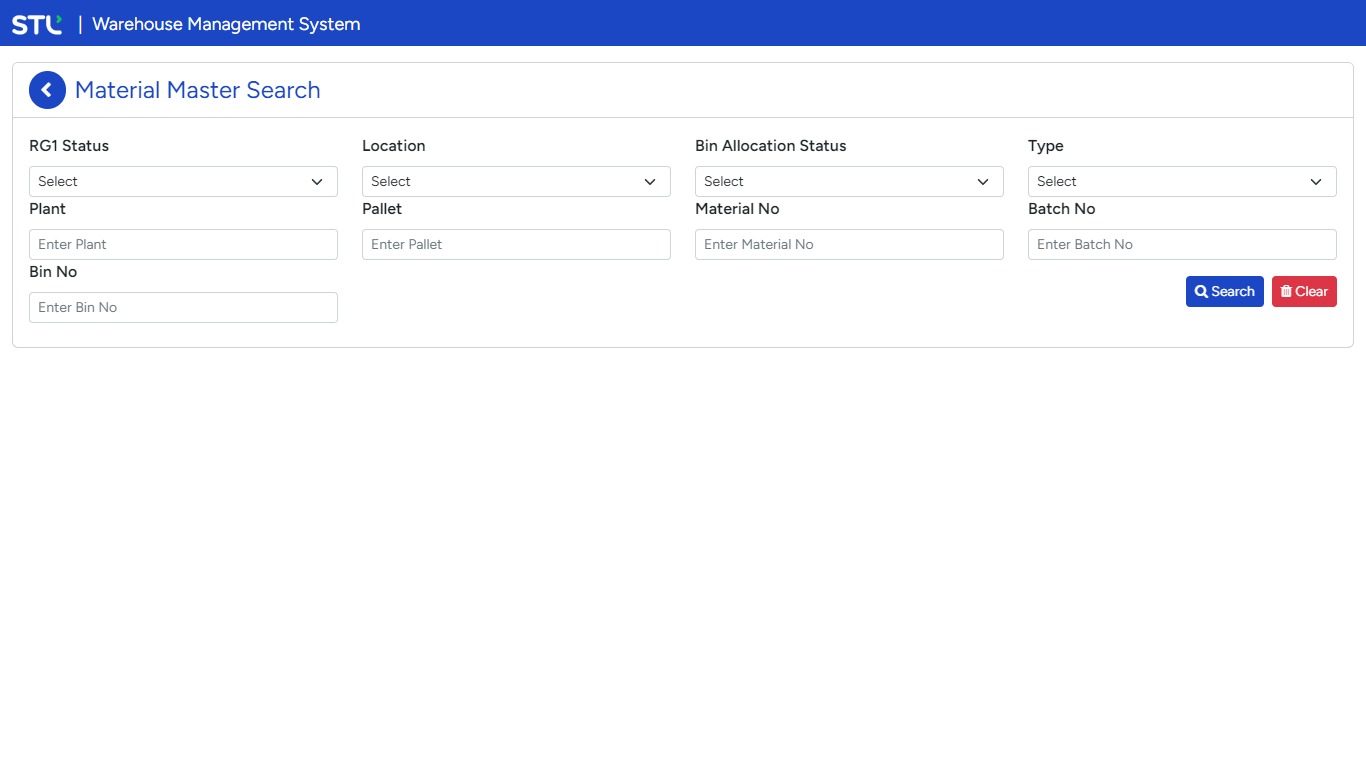 STL | Warehouse Management System
Material Master Search
RG1 Status Location Bin Allocation Status Type
Select Select Select Select
Plant Pallet Material No Batch No
Enter Plant Enter Pallet Enter Material No Enter Batch No
Bin No
Search Clear
Enter Bin No